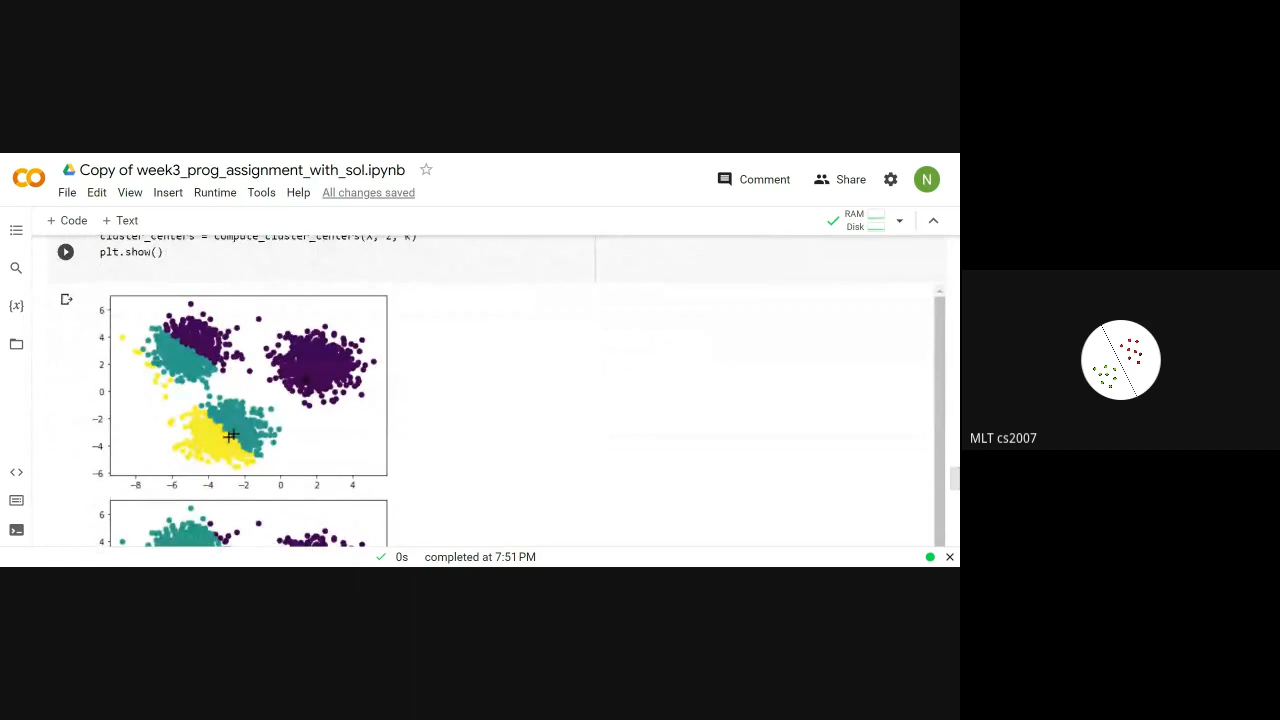 Copy of week3_prog_assignment_with_sol.ipynb
File Edit View Insert Runtime Tools Help All changes saved
Comment Share N
+ Code + Text
RAM
Disk
cluster_centers = compute_cluster_centers(X, z, k)
plt.show()
{x}
6
4
2
0
−2
−4
−6
−8 −6 −4 −2 0 2 4
6
4
0s completed at 7:51 PM
MLT cs2007